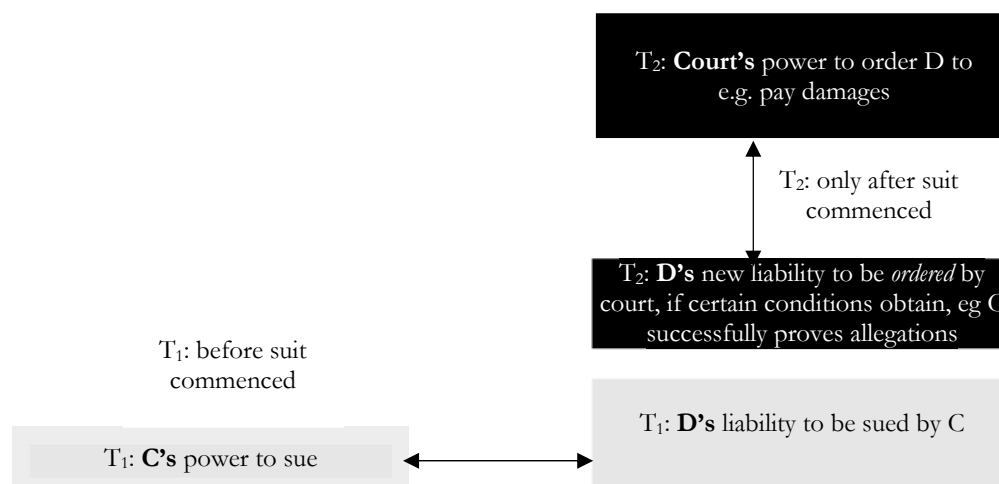 T₂: Court's power to order D to
e.g. pay damages
T₂: only after suit
commenced
T₂: D's new liability to be ordered by
court, if certain conditions obtain, eg C
successfully proves allegations
T₁: before suit
commenced
T₁: D's liability to be sued by C
T₁: C's power to sue